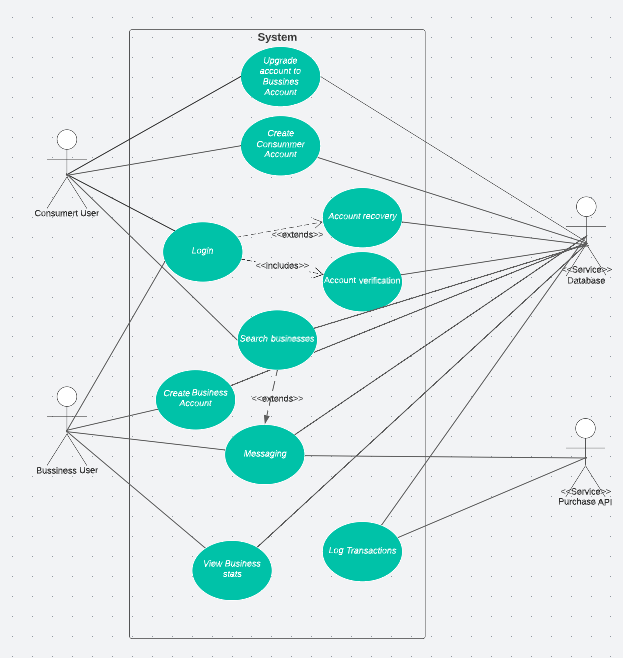 System
Upgrade
account to
Bussines
Account
Create
Consummer
Account
Consumert User
Account recovery
<<extends>>
Login
<<includes>>
Account verification
<<Service>>
Database
Search businesses
Create Business
Account
<<extends>>
Messaging
Bussiness User
<<Service>>
Purchase API
Log Transactions
View Business
stats